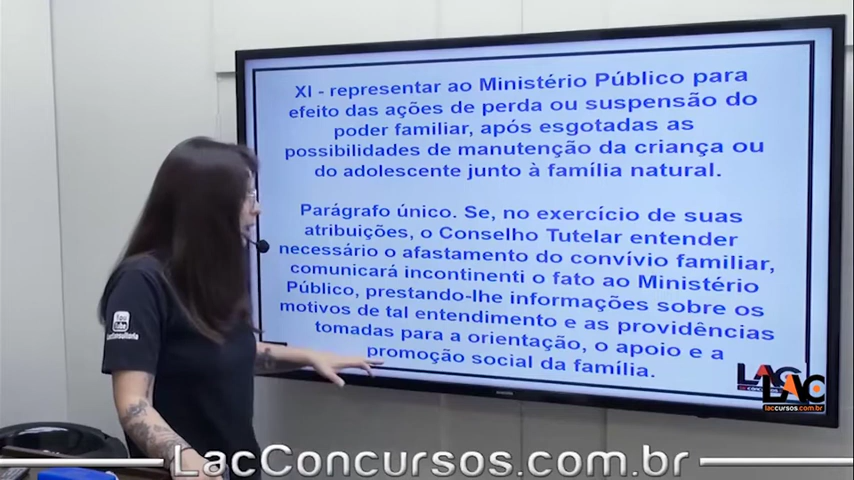 XI - representar ao Ministério Público para
efeito das ações de perda ou suspensão do
poder familiar, após esgotadas as
possibilidades de manutenção da criança ou
do adolescente junto à família natural.
Parágrafo único. Se, no exercício de suas
atribuições, o Conselho Tutelar entender
necessário o afastamento do convívio familiar,
comunicará incontinenti o fato ao Ministério
Público, prestando-lhe informações sobre os
motivos de tal entendimento e as providências
tomadas para a orientação, o apoio e a
promoção social da família.
LAC
LAC
laccursos.com.br
You
Tube
LacConsultoria
LacConcursos.com.br